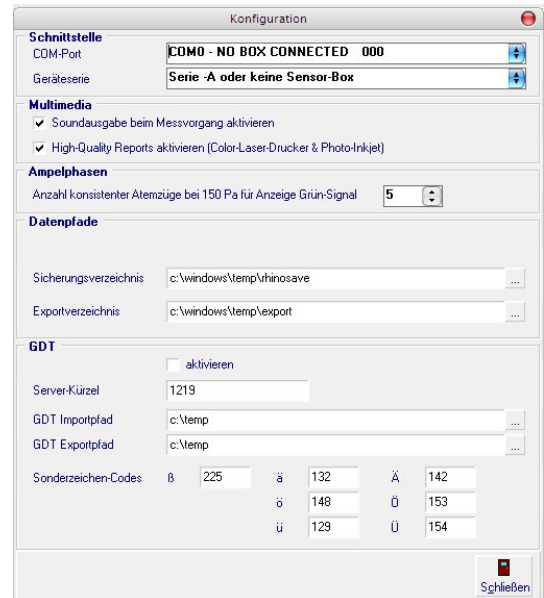 Konfiguration
Schnittstelle
COM-Port COM0 - NO BOX CONNECTED 000
Geräteserie Serie -A oder keine Sensor-Box
Multimedia
Soundausgabe beim Messvorgang aktivieren
High-Quality Reports aktivieren (Color-Laser-Drucker & Photo-Inkjet)
Ampelphasen
Anzahl konsistenter Atemzüge bei 150 Pa für Anzeige Grün-Signal 5
Datenpfade
Sicherungsverzeichnis c:\windows\temp\rhinosave ...
Exportverzeichnis c:\windows\temp\export ...
GDT
aktivieren
Server-Kürzel 1219
GDT Importpfad c:\temp ...
GDT Exportpfad c:\temp ...
Sonderzeichen-Codes ß 225 ä 132 Ä 142
ö 148 Ö 153
ü 129 Ü 154
Schließen